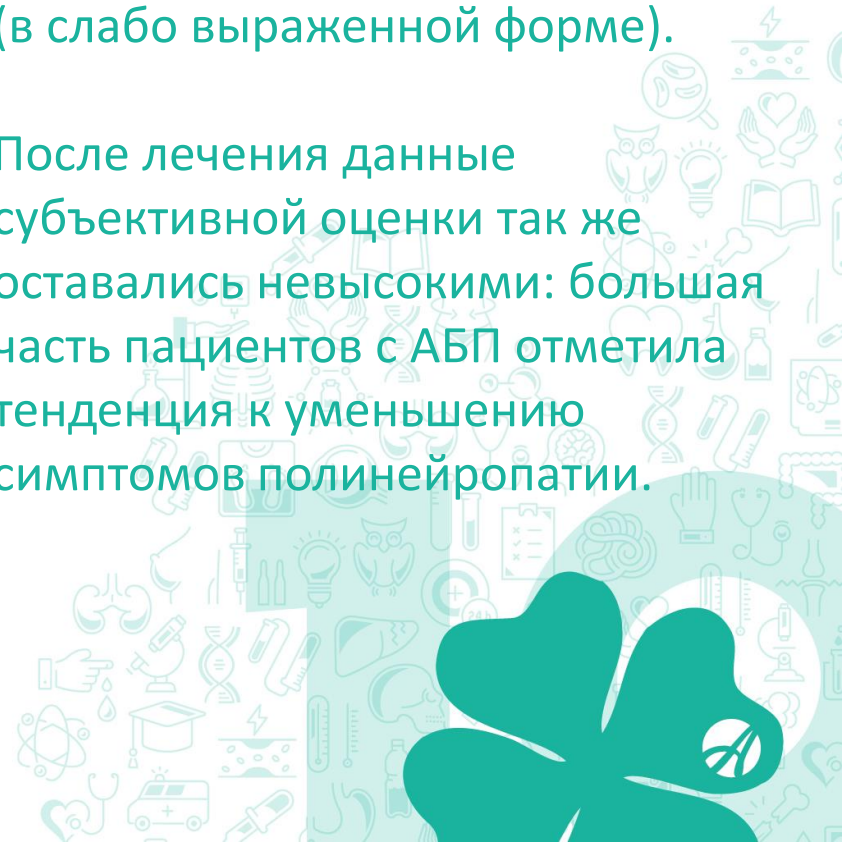 (в слабо выраженной форме).
После лечения данные
субъективной оценки так же
оставались невысокими: большая
часть пациентов с АБП отметила
тенденция к уменьшению
симптомов полинейропатии.